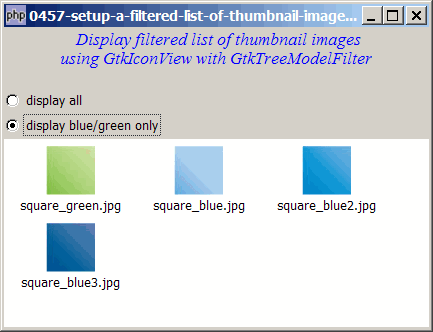 php 0457-setup-a-filtered-list-of-thumbnail-image...
Display filtered list of thumbnail images
using GtkIconView with GtkTreeModelFilter
display all
display blue/green only
square_green.jpg square_blue.jpg square_blue2.jpg
square_blue3.jpg